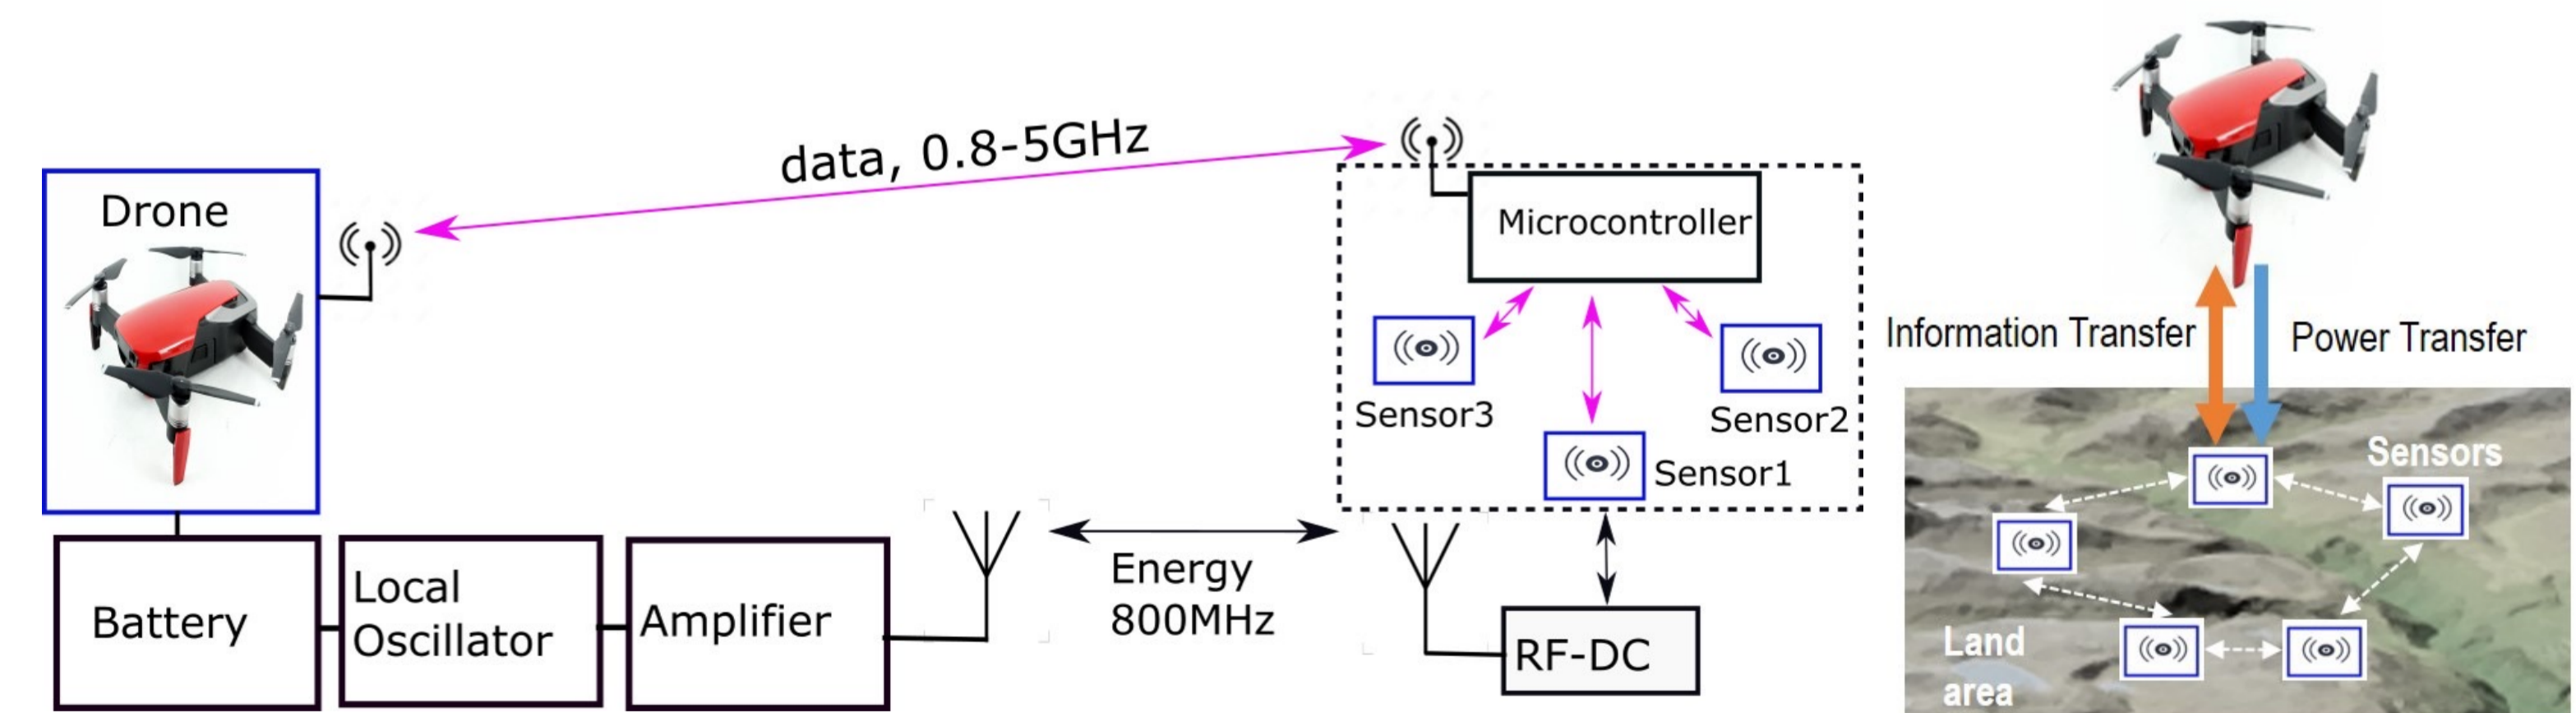 Drone
data, 0.8-5GHz
Microcontroller
Sensor3
Sensor2
Sensor1
Battery
Local
Oscillator
Amplifier
Energy
800MHz
RF-DC
Information Transfer
Power Transfer
Sensors
Land
area